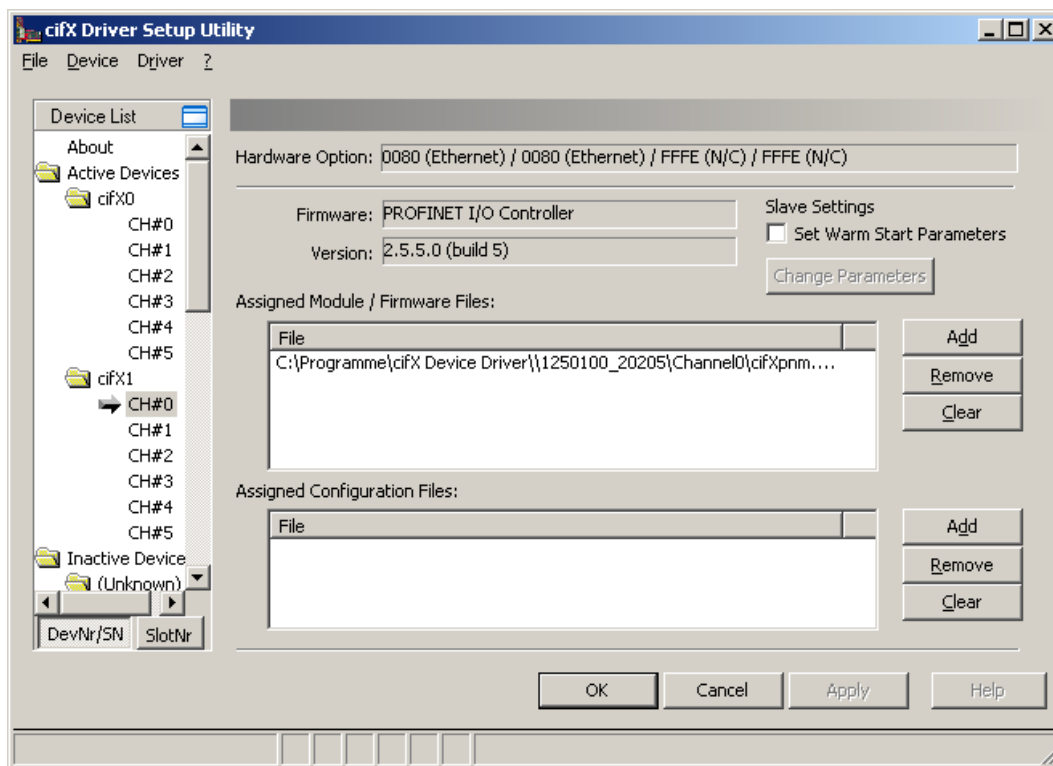 cifX Driver Setup Utility
File Device Driver ?
Device List
About
Active Devices
cifX0
CH#0
CH#1
CH#2
CH#3
CH#4
CH#5
cifX1
CH#0
CH#1
CH#2
CH#3
CH#4
CH#5
Inactive Device
(Unknown)
DevNr/SN SlotNr
Hardware Option: 0080 (Ethernet) / 0080 (Ethernet) / FFFE (N/C) / FFFE (N/C)
Firmware: PROFINET I/O Controller
Version: 2.5.5.0 (build 5)
Slave Settings
Set Warm Start Parameters
Change Parameters
Assigned Module / Firmware Files:
File
C:\Programme\cifX Device Driver\\1250100_20205\Channel0\cifXpnm....
Add
Remove
Clear
Assigned Configuration Files:
File
Add
Remove
Clear
OK Cancel Apply Help